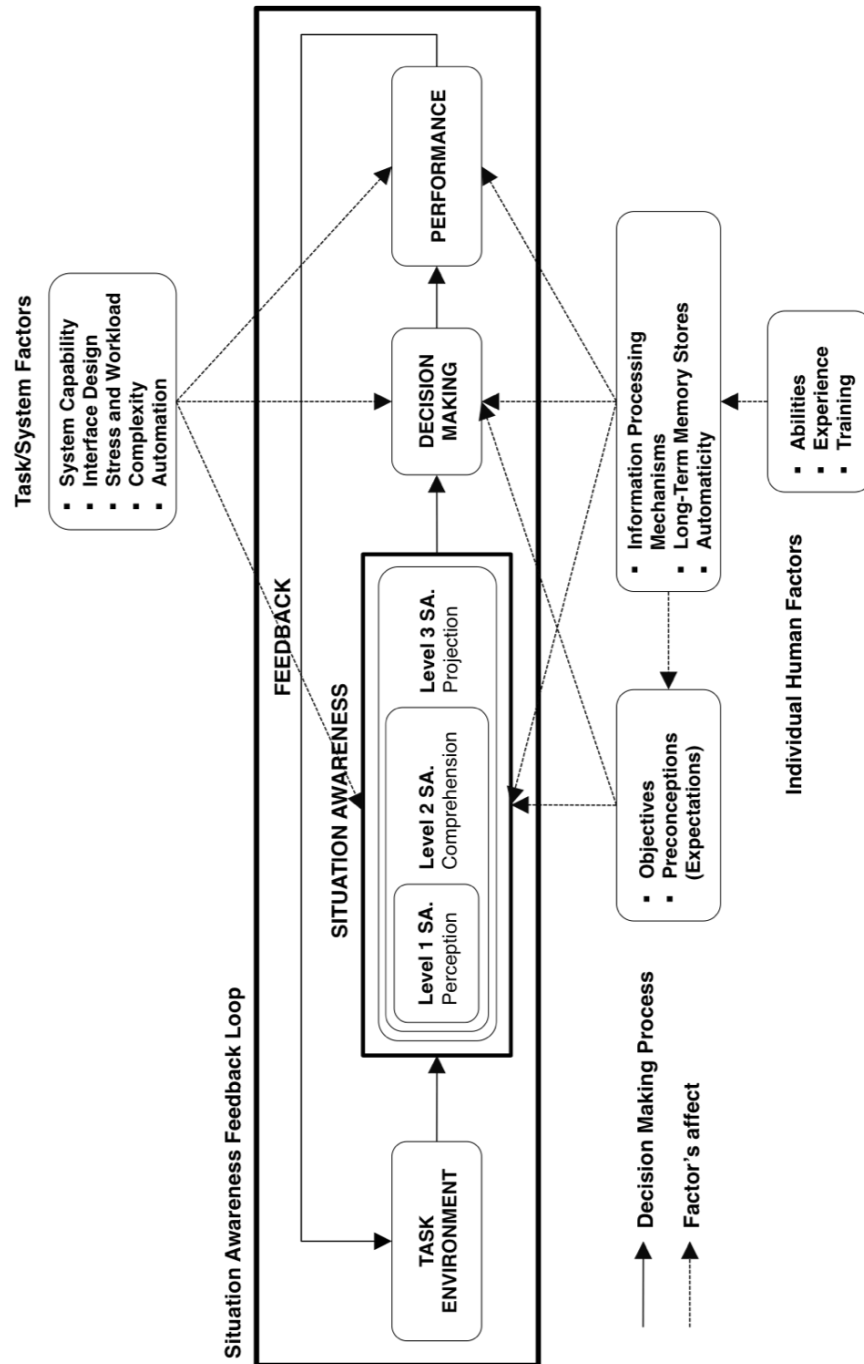 Task/System Factors
▪ System Capability
▪ Interface Design
▪ Stress and Workload
▪ Complexity
▪ Automation
Situation Awareness Feedback Loop
FEEDBACK
SITUATION AWARENESS
TASK
ENVIRONMENT
Level 1 SA.
Perception
Level 2 SA.
Comprehension
Level 3 SA.
Projection
DECISION
MAKING
PERFORMANCE
▪ Objectives
▪ Preconceptions
(Expectations)
▪ Information Processing
Mechanisms
▪ Long-Term Memory Stores
▪ Automaticity
▪ Abilities
▪ Experience
▪ Training
Individual Human Factors
Decision Making Process
Factor's affect